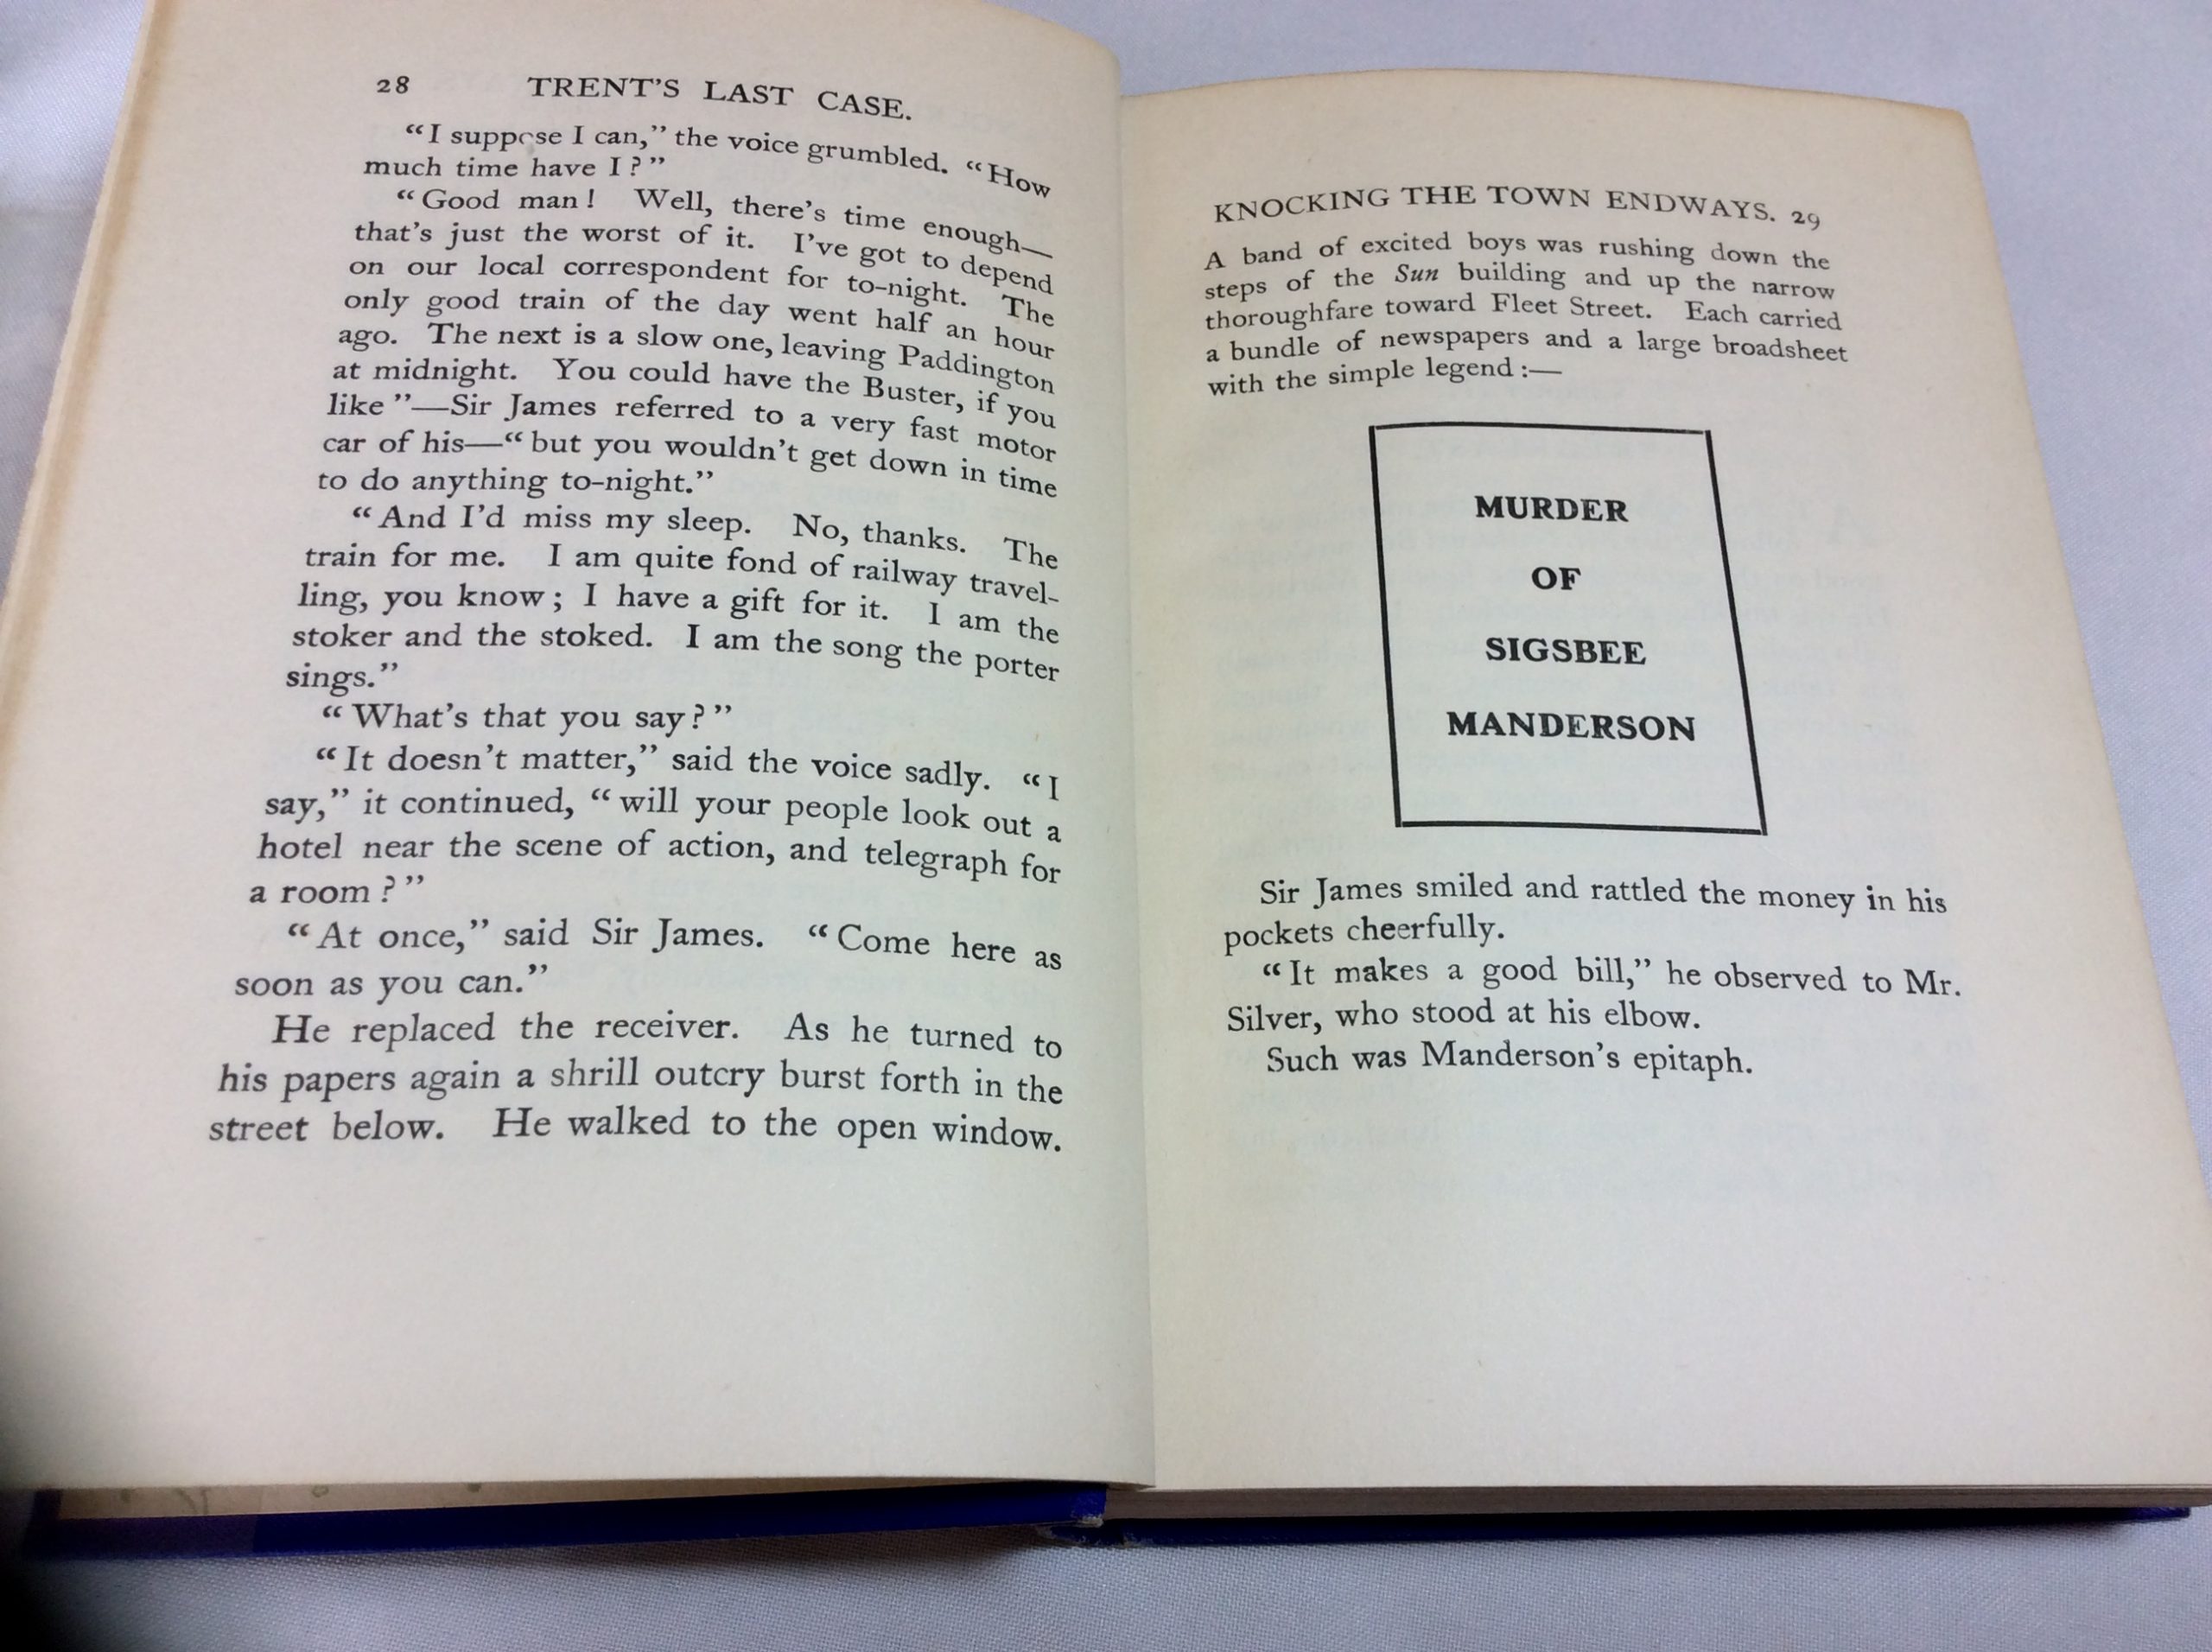 28 TRENT'S LAST CASE.
“I suppose I can,” the voice grumbled. “How
much time have I?”
“Good man! Well, there's time enough—
that's just the worst of it. I've got to depend
on our local correspondent for to-night. The
only good train of the day went half an hour
ago. The next is a slow one, leaving Paddington
at midnight. You could have the Buster, if you
like”—Sir James referred to a very fast motor
car of his—“but you wouldn't get down in time
to do anything to-night.”
“And I'd miss my sleep. No, thanks. The
train for me. I am quite fond of railway travel-
ling, you know; I have a gift for it. I am the
stoker and the stoked. I am the song the porter
sings.”
“What's that you say?”
“It doesn't matter,” said the voice sadly. “I
say,” it continued, “will your people look out a
hotel near the scene of action, and telegraph for
a room?”
“At once,” said Sir James. “Come here as
soon as you can.”
He replaced the receiver. As he turned to
his papers again a shrill outcry burst forth in the
street below. He walked to the open window.
KNOCKING THE TOWN ENDWAYS. 29
A band of excited boys was rushing down the
steps of the Sun building and up the narrow
thoroughfare toward Fleet Street. Each carried
a bundle of newspapers and a large broadsheet
with the simple legend:—
MURDER
OF
SIGSBEE
MANDERSON
Sir James smiled and rattled the money in his
pockets cheerfully.
“It makes a good bill,” he observed to Mr.
Silver, who stood at his elbow.
Such was Manderson's epitaph.